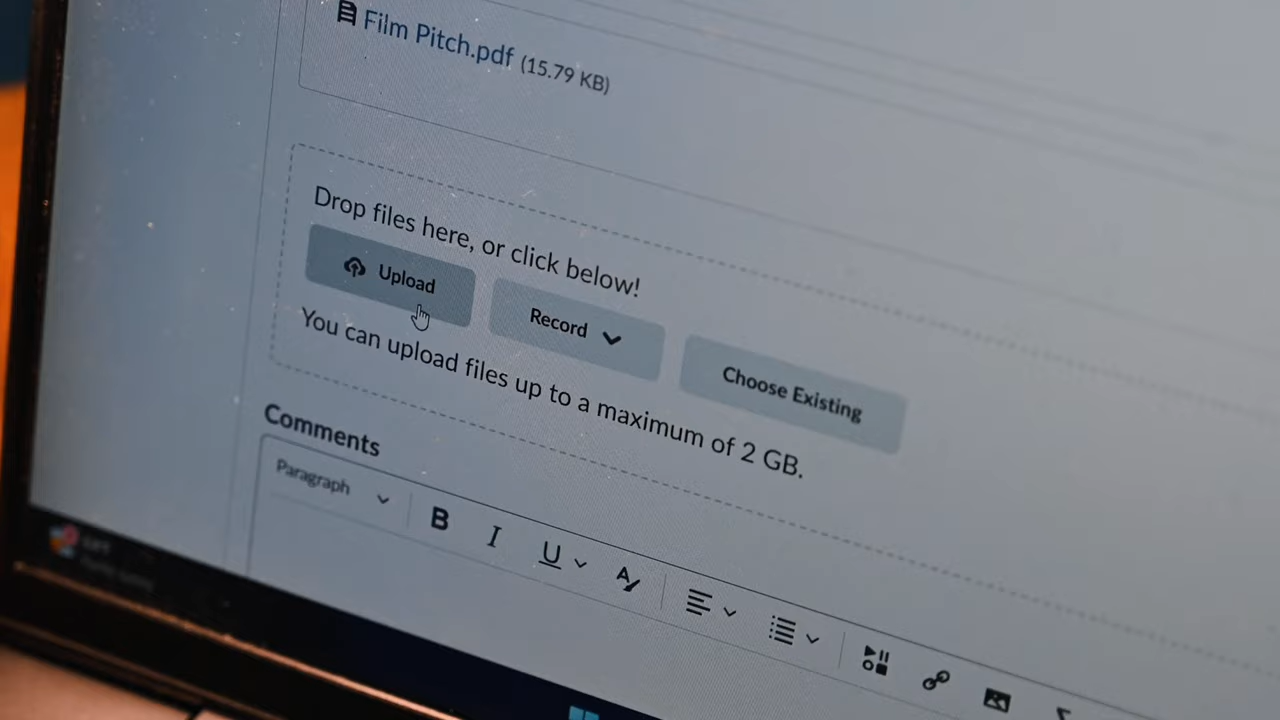 Film Pitch.pdf (15.79 KB)
Drop files here, or click below!
Upload
Record
Choose Existing
You can upload files up to a maximum of 2 GB.
Comments
Paragraph
B I U A